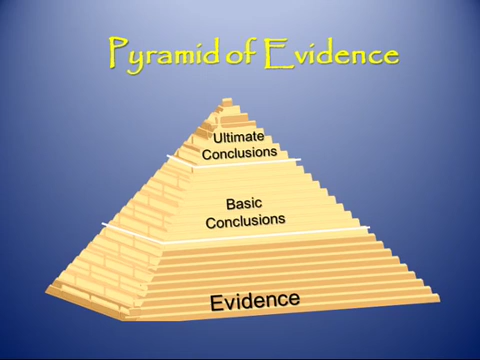 Pyramid of Evidence
Ultimate
Conclusions
Basic
Conclusions
Evidence